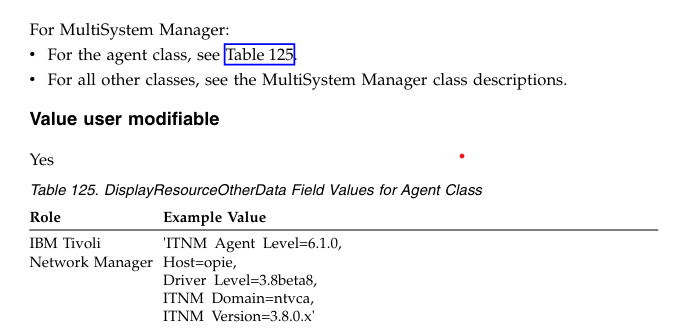 For MultiSystem Manager:
• For the agent class, see Table 125.
• For all other classes, see the MultiSystem Manager class descriptions.
Value user modifiable
Yes
Table 125. DisplayResourceOtherData Field Values for Agent Class
Role Example Value
IBM Tivoli 'ITNM Agent Level=6.1.0,
Network Manager Host=opie,
Driver Level=3.8beta8,
ITNM Domain=ntvca,
ITNM Version=3.8.0.x'